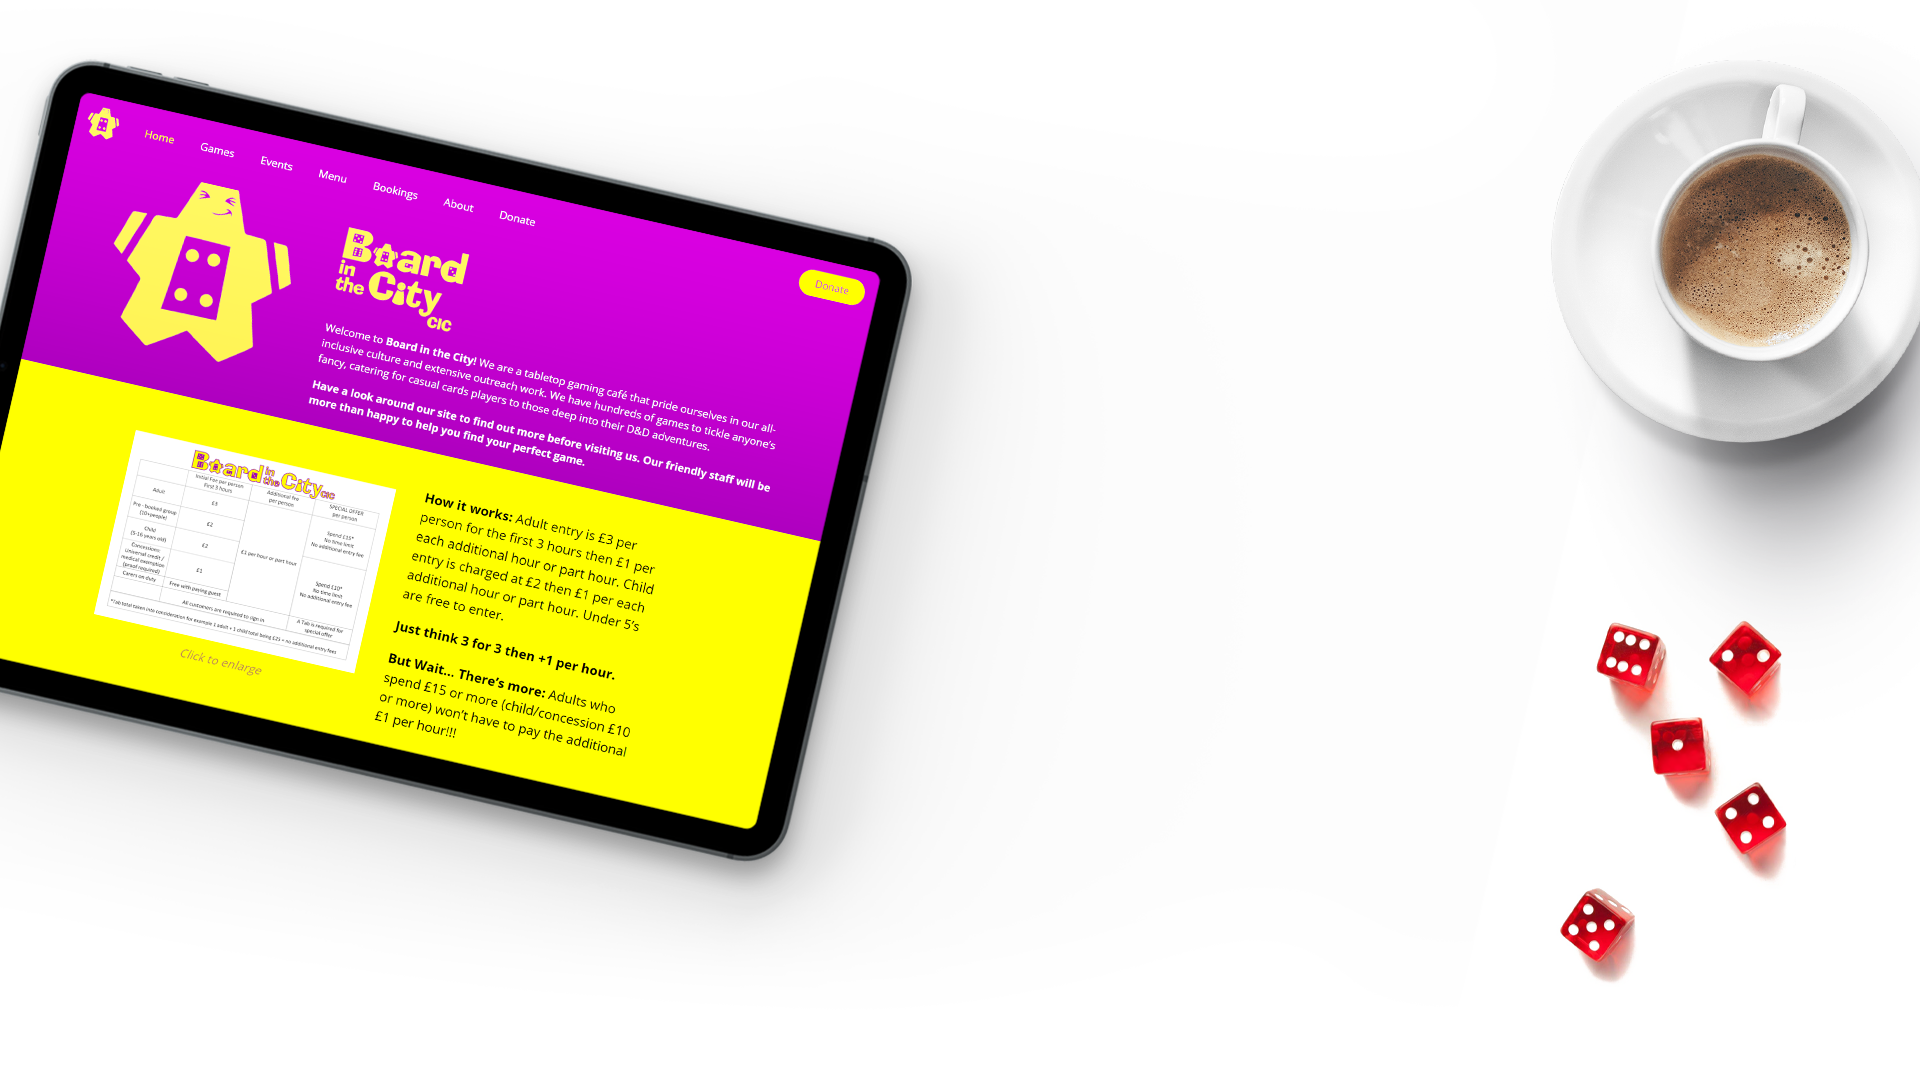 Home
Games
Events
Menu
Bookings
About
Donate
Donate
Board
in
the City
CIC
Welcome to Board in the City! We are a tabletop gaming café that pride ourselves in our all-
inclusive culture and extensive outreach work. We have hundreds of games to tickle anyone's
fancy, catering for casual cards players to those deep into their D&D adventures.
Have a look around our site to find out more before visiting us. Our friendly staff will be
more than happy to help you find your perfect game.
Board in the City CIC
Initial Fee per person
First 3 hours
Additional fee
per person
SPECIAL OFFER
per person
Adult
£3
Pre - booked group
(10+people)
£2
Child
(5-16 years old)
£2
Concessions:
universal credit /
medical exemption
(proof required)
£1
£1 per hour or part hour
Spend £15*
No time limit
No additional entry fee
Spend £10*
No time limit
No additional entry fee
Carers on duty
Free with paying guest
All customers are required to sign in
A Tab is required for
special offer
*Tab total taken into consideration for example 1 adult + 1 child total being £25 = no additional entry fees
Click to enlarge
How it works: Adult entry is £3 per
person for the first 3 hours then £1 per
each additional hour or part hour. Child
entry is charged at £2 then £1 per each
additional hour or part hour. Under 5's
are free to enter.
Just think 3 for 3 then +1 per hour.
But Wait... There's more: Adults who
spend £15 or more (child/concession £10
or more) won't have to pay the additional
£1 per hour!!!